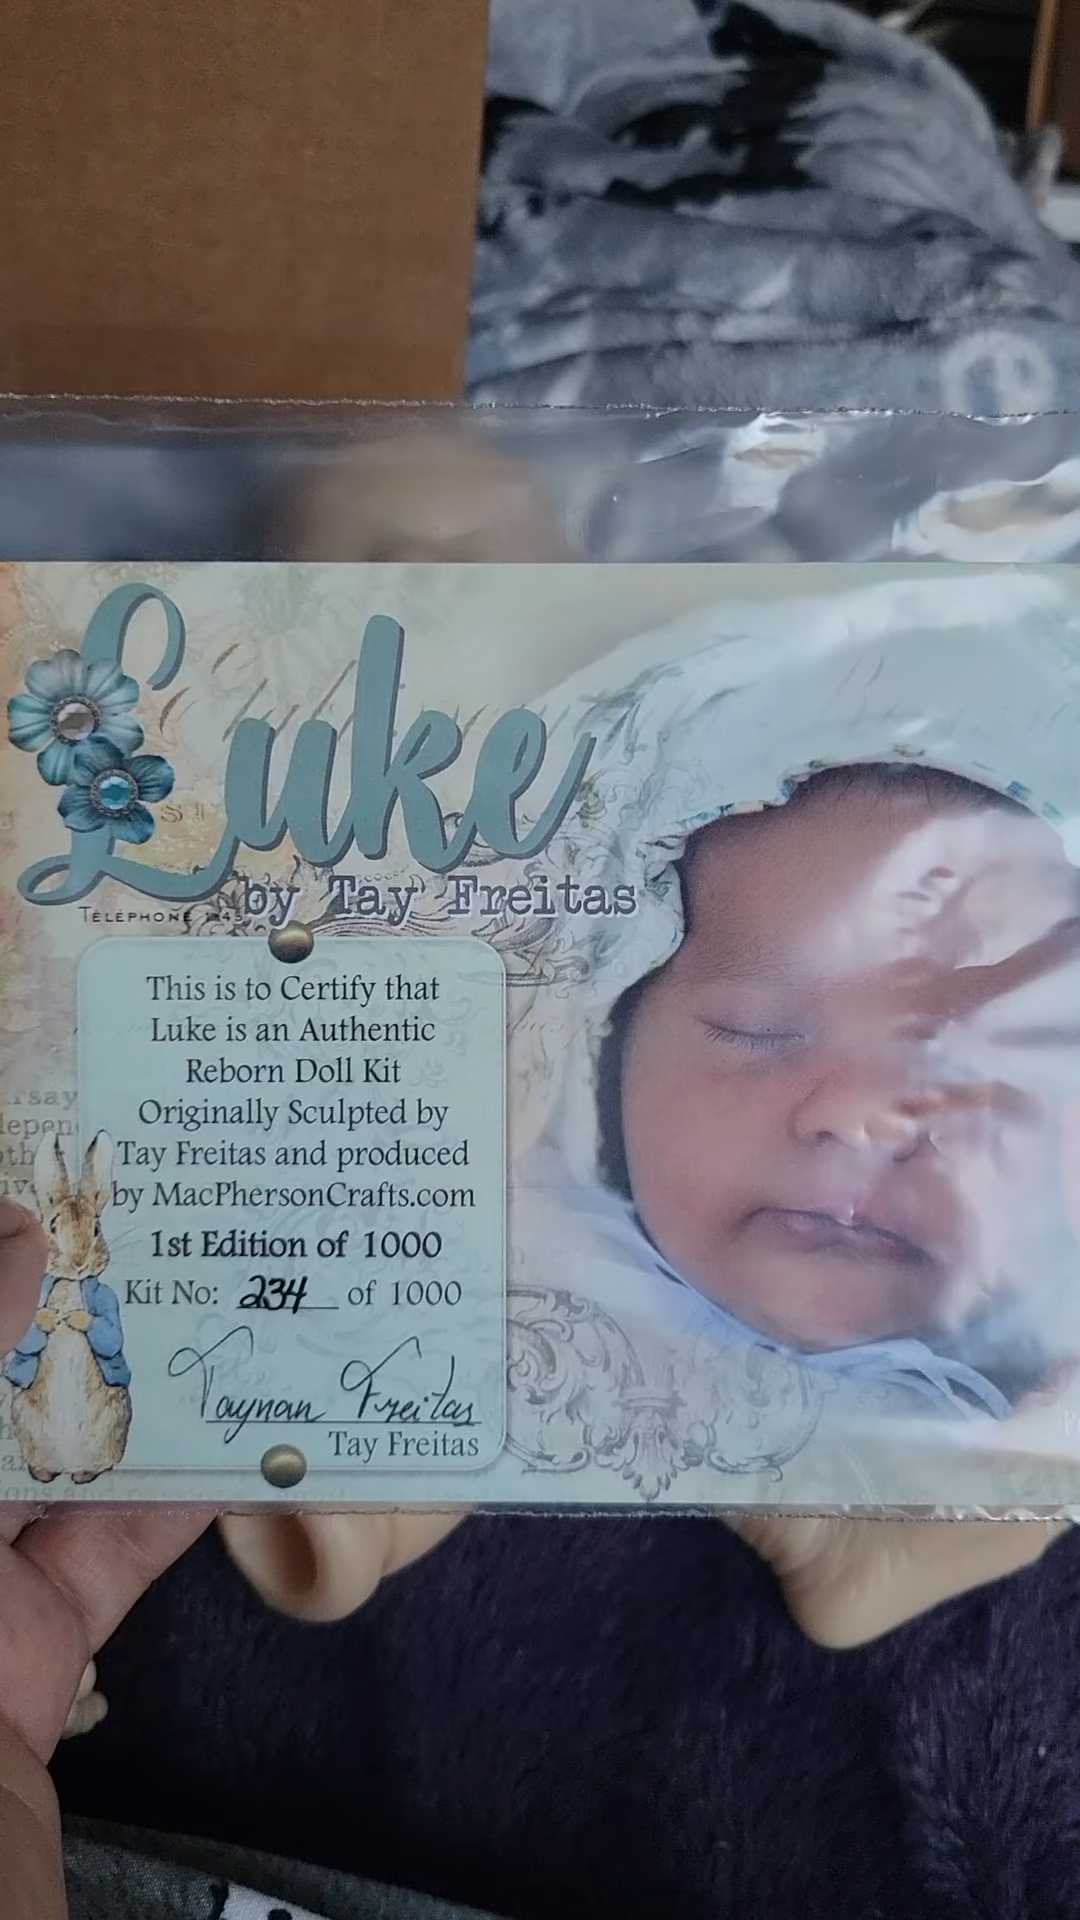 Luke
by Tay Freitas
TELEPHONE
This is to Certify that
Luke is an Authentic
Reborn Doll Kit
Originally Sculpted by
Tay Freitas and produced
by MacPhersonCrafts.com
1st Edition of 1000
Kit No: 234 of 1000
Taynan Freitas
Tay Freitas